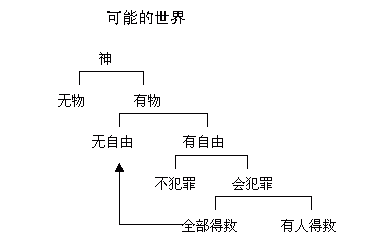 可能的世界
神
无物 有物
无自由 有自由
不犯罪 会犯罪
全部得救 有人得救